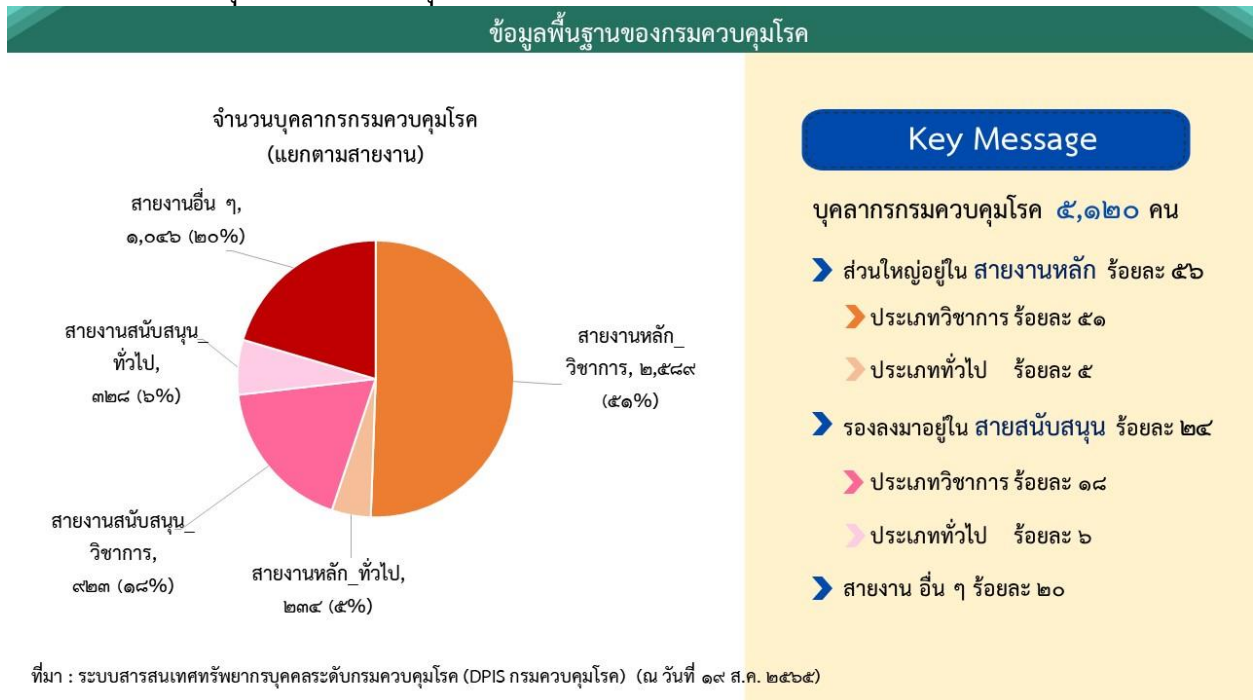 ข้อมูลพื้นฐานของกรมควบคุมโรค
จำนวนบุคลากรกรมควบคุมโรค
(แยกตามสายงาน)
สายงานอื่น ๆ,
๑,๐๔๖ (๒๐%)
สายงานสนับสนุน_
ทั่วไป,
๓๒๘ (๖%)
สายงานหลัก_
วิชาการ, ๒,๕๘๙
(๕๑%)
สายงานสนับสนุน_
วิชาการ,
๙๒๓ (๑๘%)
สายงานหลัก_ทั่วไป,
๒๓๔ (๕%)
Key Message
บุคลากรกรมควบคุมโรค ๕,๑๒๐ คน
ส่วนใหญ่อยู่ใน สายงานหลัก ร้อยละ ๕๖
ประเภทวิชาการ ร้อยละ ๕๑
ประเภททั่วไป ร้อยละ ๕
รองลงมาอยู่ใน สายสนับสนุน ร้อยละ ๒๔
ประเภทวิชาการ ร้อยละ ๑๘
ประเภททั่วไป ร้อยละ ๖
สายงาน อื่น ๆ ร้อยละ ๒๐
ที่มา : ระบบสารสนเทศทรัพยากรบุคคลระดับกรมควบคุมโรค (DPIS กรมควบคุมโรค) (ณ วันที่ ๑๙ ส.ค. ๒๕๖๕)